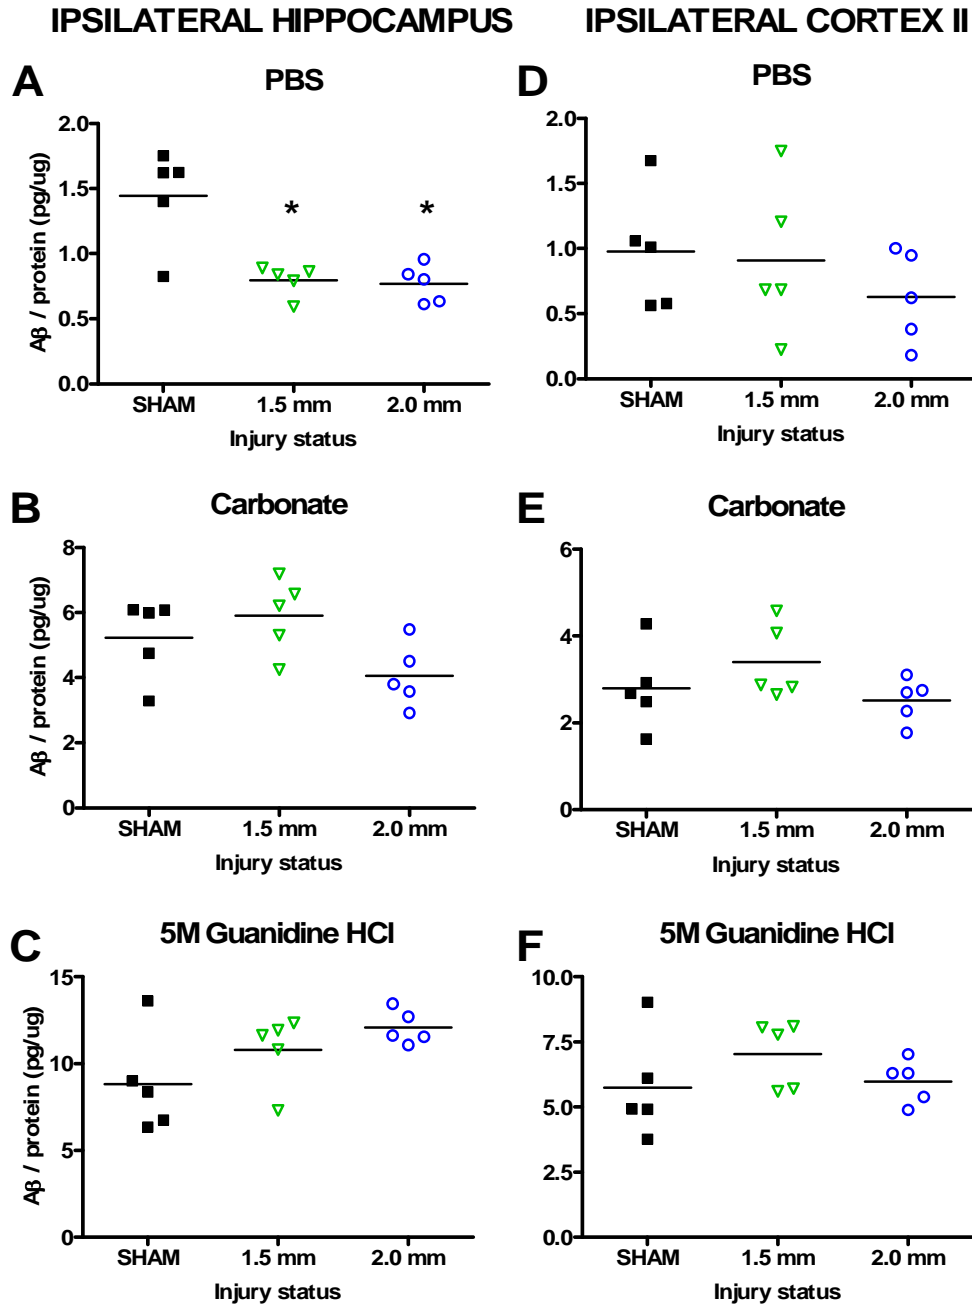 IPSILATERAL HIPPOCAMPUS IPSILATERAL CORTEX II
A PBS
Aβ / protein (pg/ug)
2.0
1.5
1.0
0.5
0.0
* *
SHAM 1.5 mm 2.0 mm
Injury status
D PBS
2.0
1.5
1.0
0.5
0.0
SHAM 1.5 mm 2.0 mm
Injury status
B Carbonate
Aβ / protein (pg/ug)
8
6
4
2
0
SHAM 1.5 mm 2.0 mm
Injury status
E Carbonate
6
4
2
0
SHAM 1.5 mm 2.0 mm
Injury status
C 5M Guanidine HCl
Aβ / protein (pg/ug)
15
10
5
0
SHAM 1.5 mm 2.0 mm
Injury status
F 5M Guanidine HCl
10.0
7.5
5.0
2.5
0.0
SHAM 1.5 mm 2.0 mm
Injury status